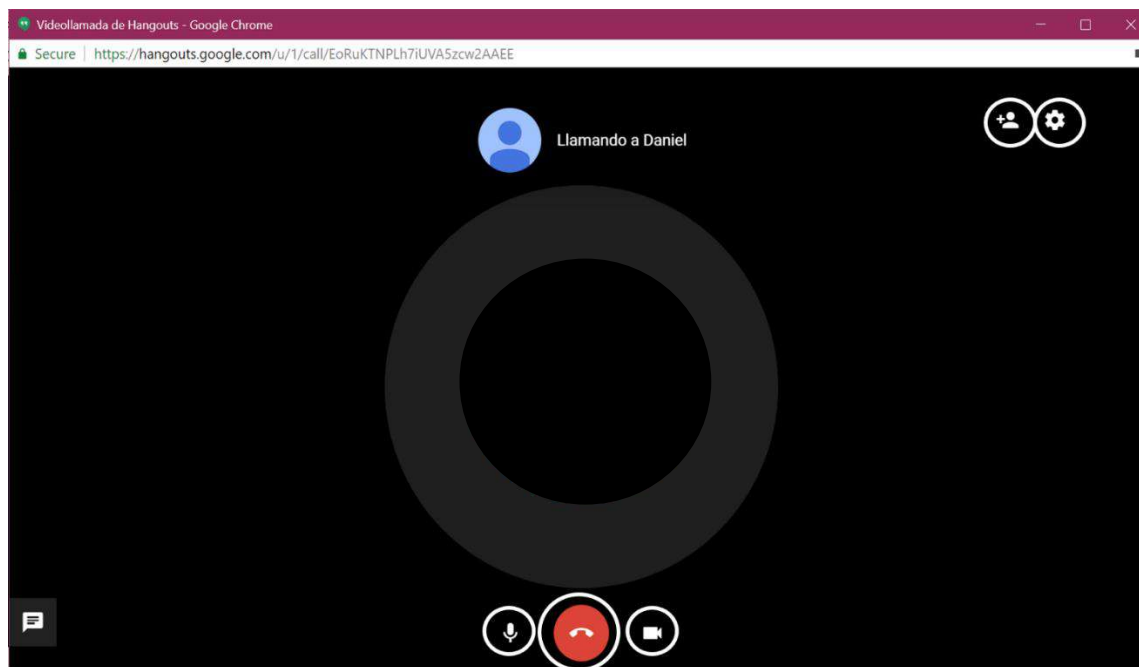 Videollamada de Hangouts - Google Chrome
Secure | https://hangouts.google.com/u/1/call/EoRuKTNPLh7iUVA5zcw2AAEE
Llamando a Daniel